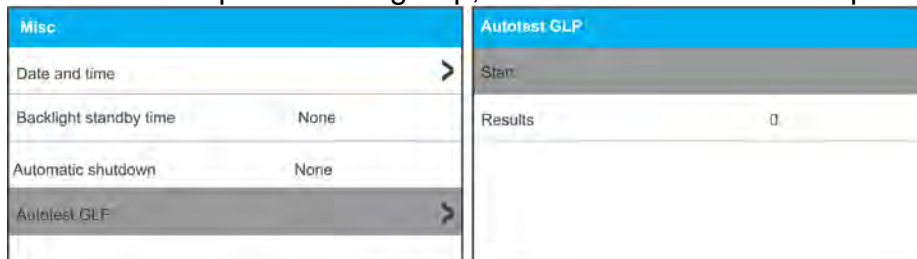 Misc
Date and time >
Backlight standby time None
Automatic shutdown None
Autotest GLP >
Autotest GLP
Start
Results 0